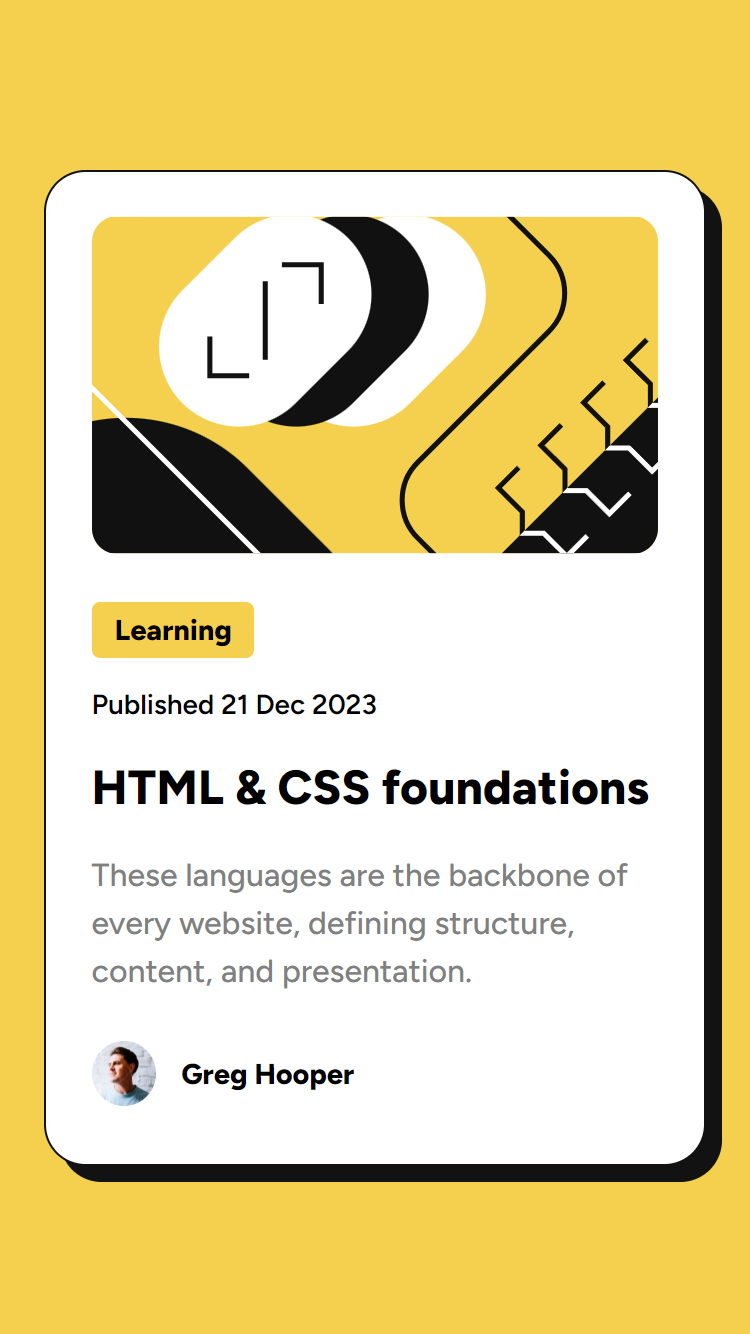 Learning
Published 21 Dec 2023
HTML & CSS foundations
These languages are the backbone of
every website, defining structure,
content, and presentation.
Greg Hooper